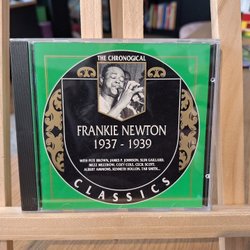 THE CHRONOGICAL
FRANKIE NEWTON
1937 - 1939
WITH PETE BROWN, JAMES P. JOHNSON, SLIM GAILLARD,
MEZZ MEZZROW, COZY COLE, CECIL SCOTT,
ALBERT AMMONS, KENNETH HOLLON, TAB SMITH...
CLASSICS